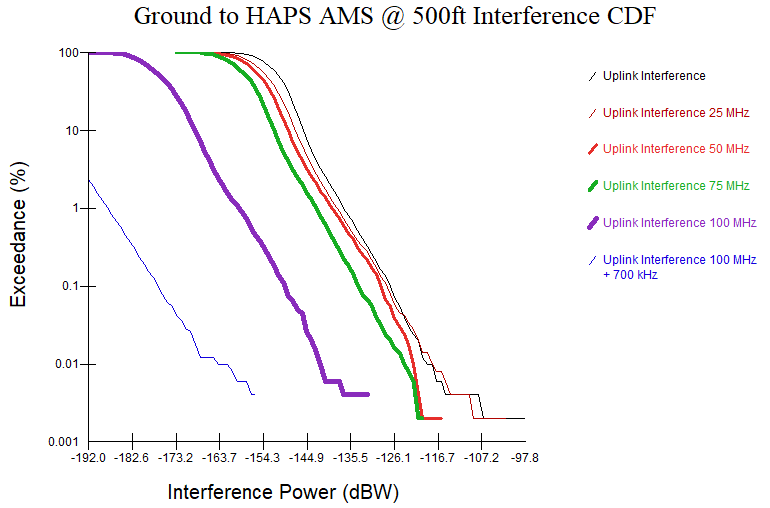 Ground to HAPS AMS @ 500ft Interference CDF
100
10
1
0.1
0.01
0.001
Exceedance (%)
-192.0 -182.6 -173.2 -163.7 -154.3 -144.9 -135.5 -126.1 -116.7 -107.2 -97.8
Interference Power (dBW)
Uplink Interference
Uplink Interference 25 MHz
Uplink Interference 50 MHz
Uplink Interference 75 MHz
Uplink Interference 100 MHz
Uplink Interference 100 MHz
+ 700 kHz